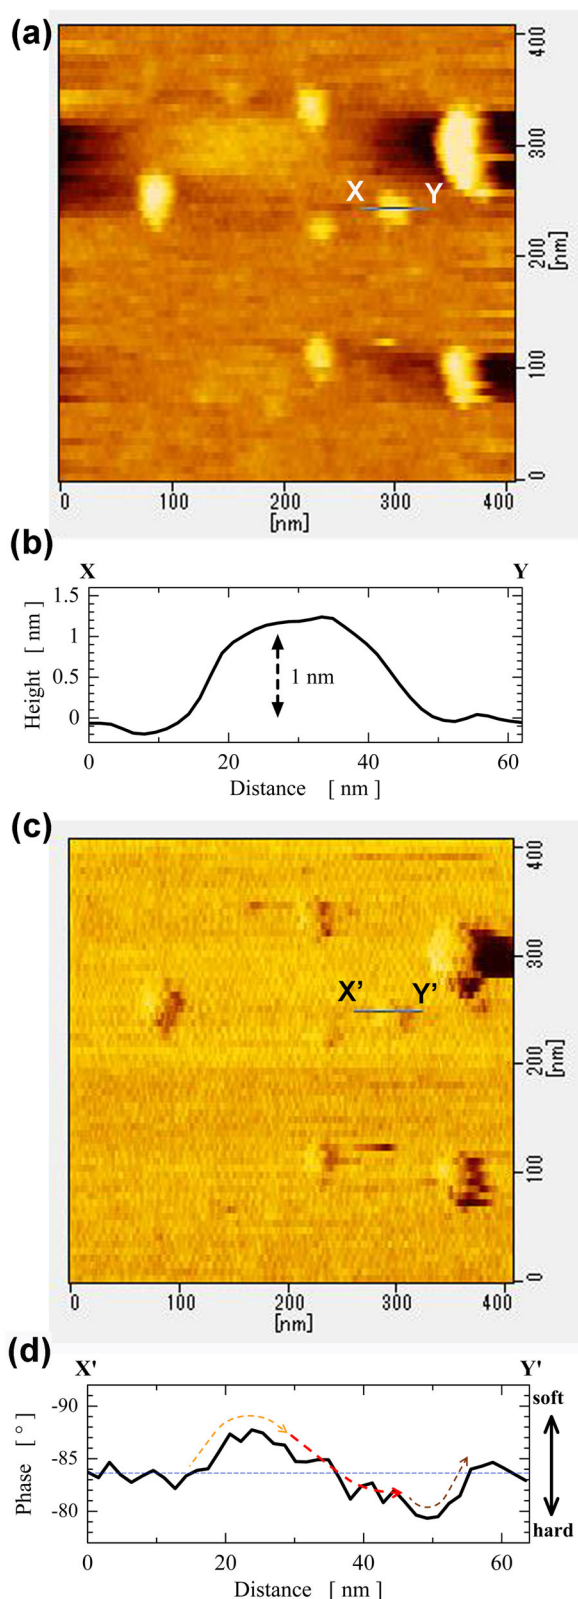 (a)
400
300
X Y
200
[nm]
100
0
0 100 200 300 400
[nm]
(b)
X Y
1.5
1
0.5
0
Height [ nm ]
1 nm
0 20 40 60
Distance [ nm ]
(c)
400
300
X’ Y’
200
[nm]
100
0
0 100 200 300 400
[nm]
(d)
X' Y'
-90
-85
-80
Phase [ ° ]
soft
hard
0 20 40 60
Distance [ nm ]